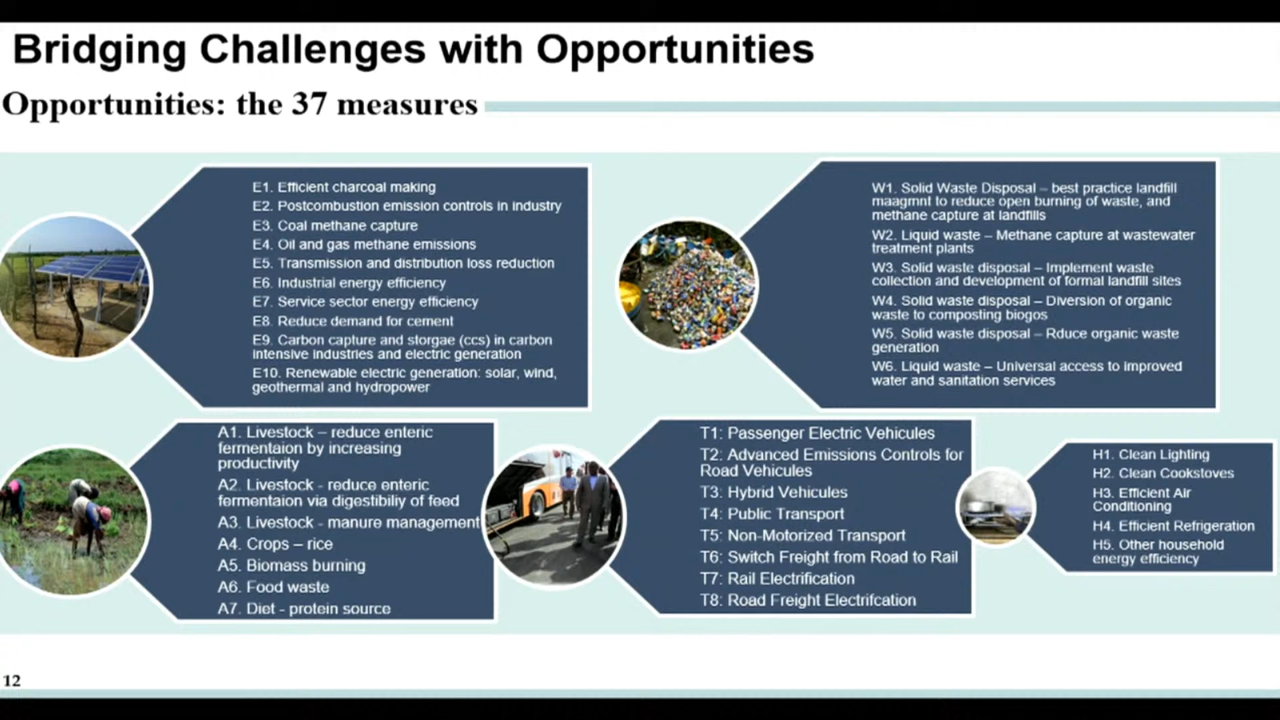 Bridging Challenges with Opportunities
Opportunities: the 37 measures
E1. Efficient charcoal making
E2. Postcombustion emission controls in industry
E3. Coal methane capture
E4. Oil and gas methane emissions
E5. Transmission and distribution loss reduction
E6. Industrial energy efficiency
E7. Service sector energy efficiency
E8. Reduce demand for cement
E9. Carbon capture and storgae (ccs) in carbon
intensive industries and electric generation
E10. Renewable electric generation: solar, wind,
geothermal and hydropower
W1. Solid Waste Disposal – best practice landfill
maagmnt to reduce open burning of waste, and
methane capture at landfills
W2. Liquid waste – Methane capture at wastewater
treatment plants
W3. Solid waste disposal – Implement waste
collection and development of formal landfill sites
W4. Solid waste disposal – Diversion of organic
waste to composting biogos
W5. Solid waste disposal – Rduce organic waste
generation
W6. Liquid waste – Universal access to improved
water and sanitation services
A1. Livestock – reduce enteric
fermentaion by increasing
productivity
A2. Livestock - reduce enteric
fermentaion via digestibiliy of feed
A3. Livestock - manure management
A4. Crops – rice
A5. Biomass burning
A6. Food waste
A7. Diet - protein source
T1: Passenger Electric Vehicules
T2: Advanced Emissions Controls for
Road Vehicules
T3: Hybrid Vehicules
T4: Public Transport
T5: Non-Motorized Transport
T6: Switch Freight from Road to Rail
T7: Rail Electrification
T8: Road Freight Electrifcation
H1. Clean Lighting
H2. Clean Cookstoves
H3. Efficient Air
Conditioning
H4. Efficient Refrigeration
H5. Other household
energy efficiency
12